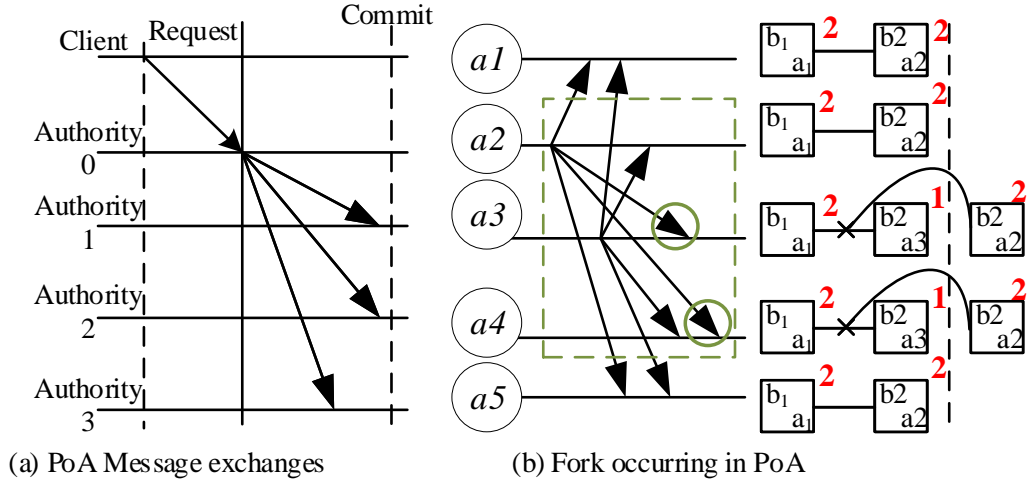 Commit
Client Request
Authority
0
Authority
1
Authority
2
Authority
3
(a) PoA Message exchanges
a1
a2
a3
a4
a5
b1 a1 2 b2 a2 2
b1 a1 2 b2 a2 2
b1 a1 2 b2 a3 1 b2 a2 2
b1 a1 2 b2 a3 1 b2 a2 2
b1 a1 2 b2 a2 2
(b) Fork occurring in PoA